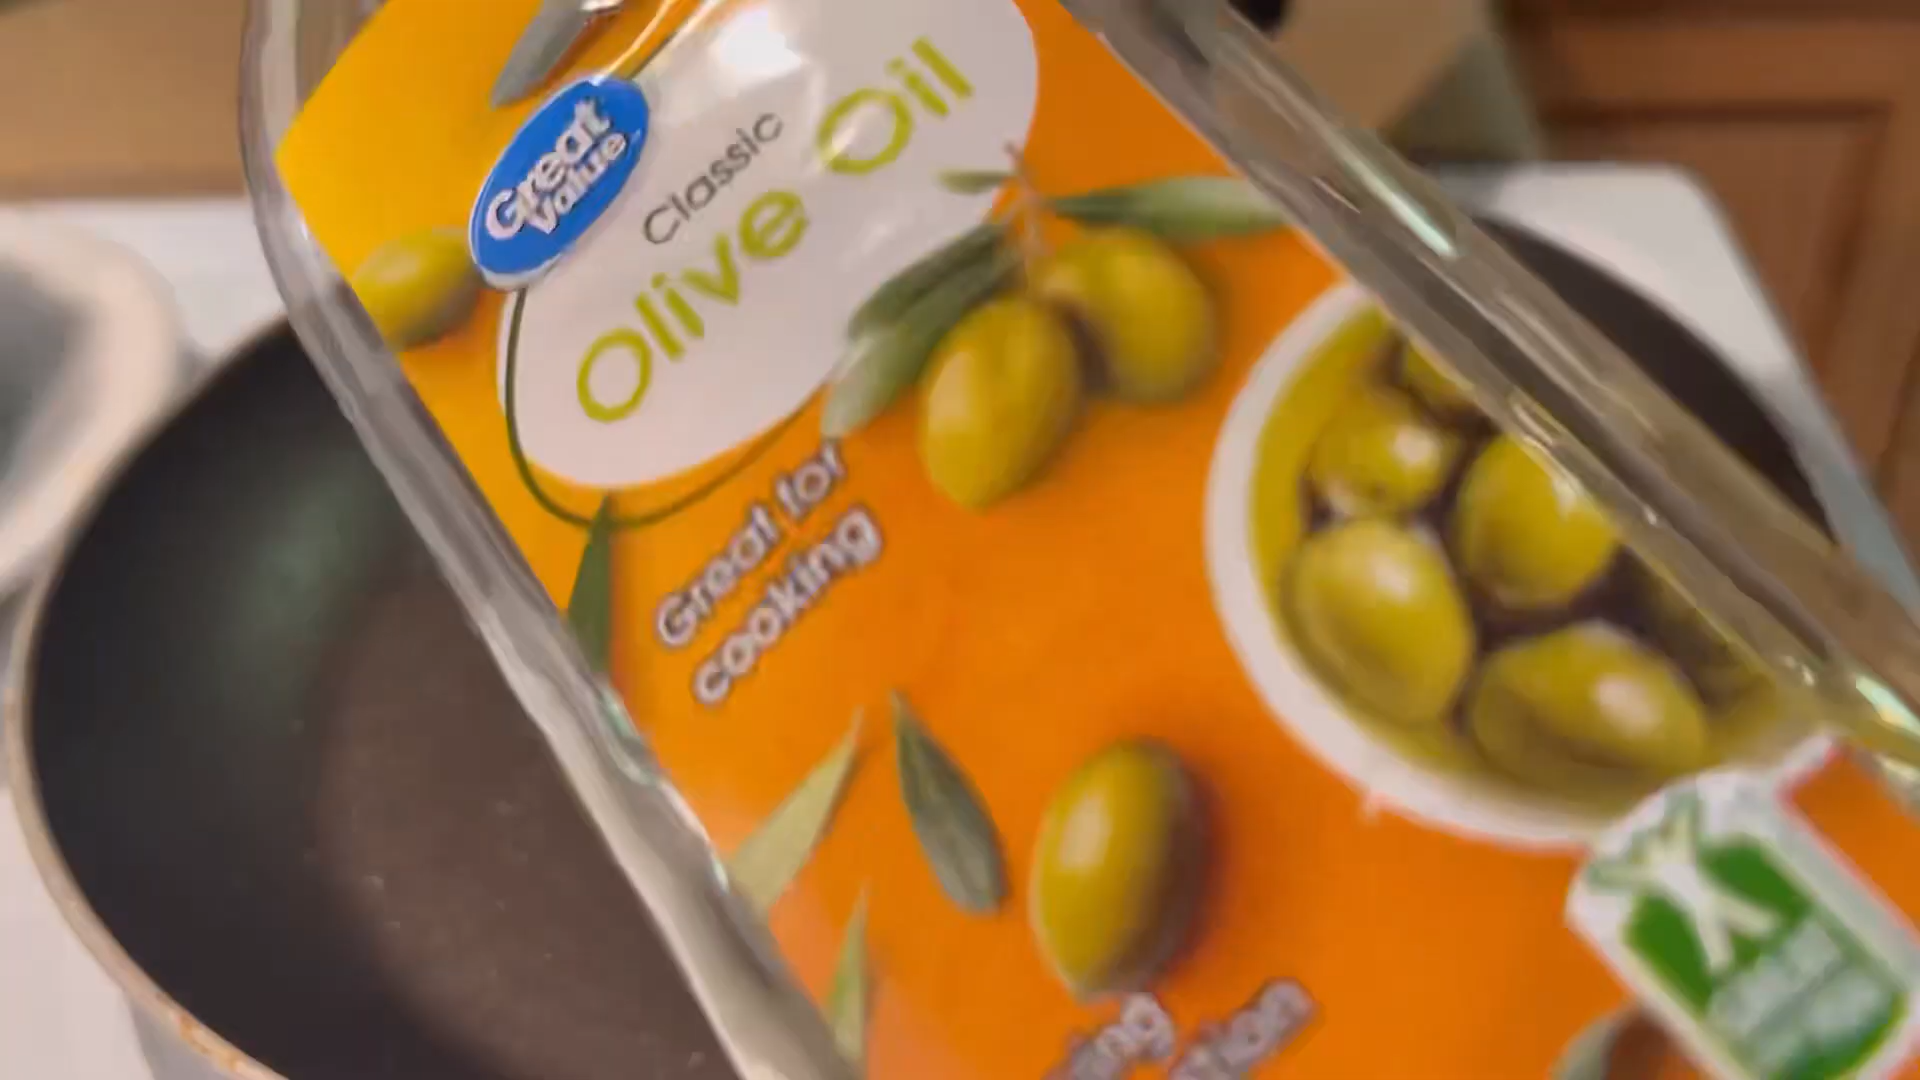 Great
Value
Classic
Olive Oil
Great for
cooking